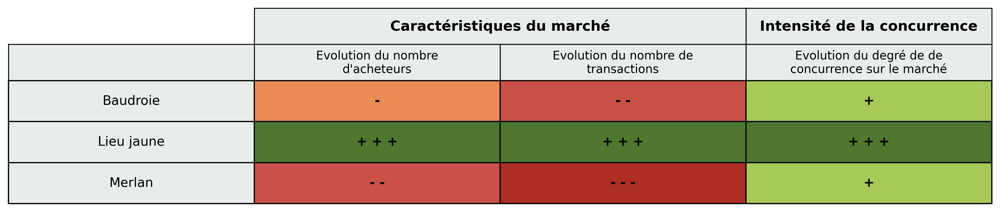 Caractéristiques du marché
Intensité de la concurrence
Evolution du nombre
d'acheteurs
Evolution du nombre de
transactions
Evolution du degré de de
concurrence sur le marché
Baudroie
-
- -
+
Lieu jaune
+ + +
+ + +
+ + +
Merlan
- -
- - -
+